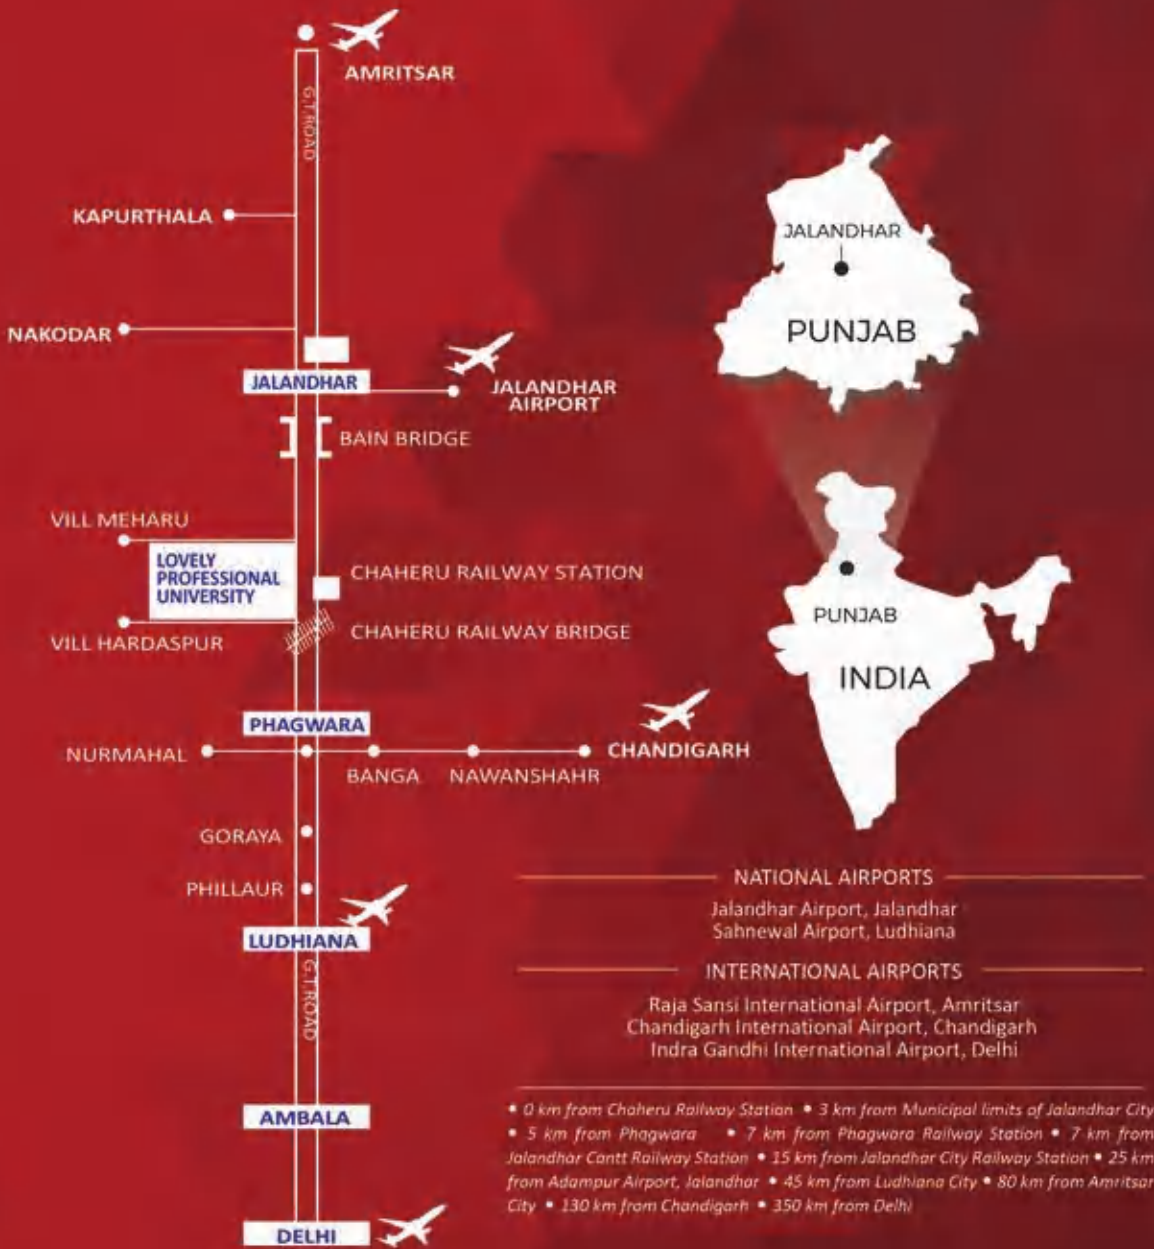 AMRITSAR
G.T.ROAD
KAPURTHALA
NAKODAR
JALANDHAR
JALANDHAR
AIRPORT
BAIN BRIDGE
VILL MEHARU
LOVELY
PROFESSIONAL
UNIVERSITY
CHAHERU RAILWAY STATION
CHAHERU RAILWAY BRIDGE
VILL HARDASPUR
PHAGWARA
NURMAHAL
BANGA
NAWANSHAHR
CHANDIGARH
GORAYA
PHILLAUR
LUDHIANA
G.T.ROAD
AMBALA
DELHI
JALANDHAR
PUNJAB
PUNJAB
INDIA
NATIONAL AIRPORTS
Jalandhar Airport, Jalandhar
Sahnewal Airport, Ludhiana
INTERNATIONAL AIRPORTS
Raja Sansi International Airport, Amritsar
Chandigarh International Airport, Chandigarh
Indra Gandhi International Airport, Delhi
• 0 km from Chaheru Railway Station • 3 km from Municipal limits of Jalandhar City
• 5 km from Phagwara • 7 km from Phagwara Railway Station • 7 km from
Jalandhar Cantt Railway Station • 15 km from Jalandhar City Railway Station • 25 km
from Adampur Airport, Jalandhar • 45 km from Ludhiana City • 80 km from Amritsar
City • 130 km from Chandigarh • 350 km from Delhi